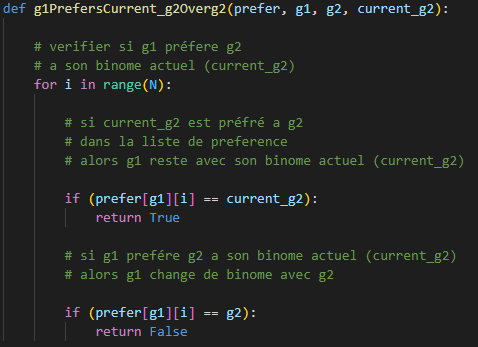 def g1PrefersCurrent_g2Overg2(prefer, g1, g2, current_g2):
# verifier si g1 préfere g2
# a son binome actuel (current_g2)
for i in range(N):
# si current_g2 est préfré a g2
# dans la liste de preference
# alors g1 reste avec son binome actuel (current_g2)
if (prefer[g1][i] == current_g2):
return True
# si g1 prefére g2 a son binome actuel (current_g2)
# alors g1 change de binome avec g2
if (prefer[g1][i] == g2):
return False